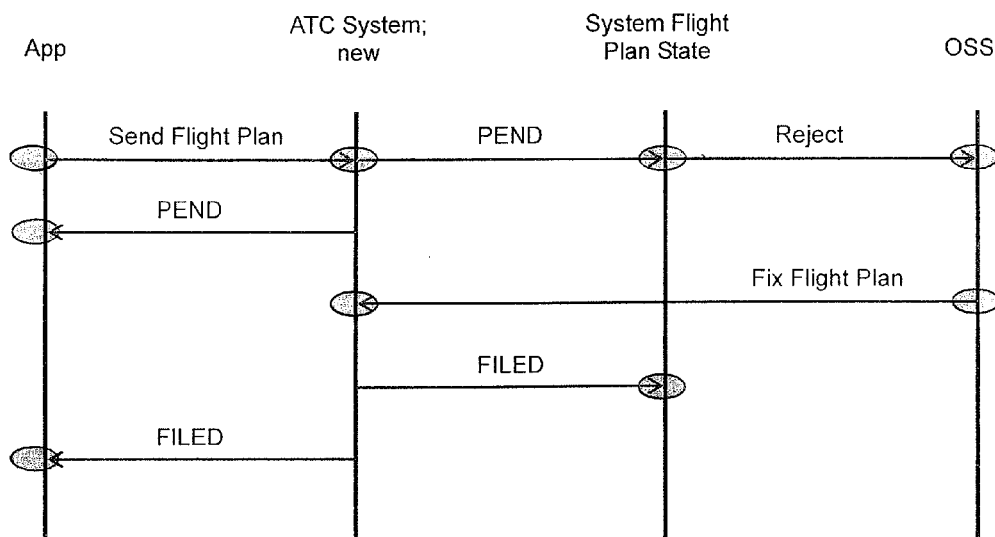 App
ATC System;
new
System Flight
Plan State
OSS
Send Flight Plan
PEND
Reject
PEND
Fix Flight Plan
FILED
FILED